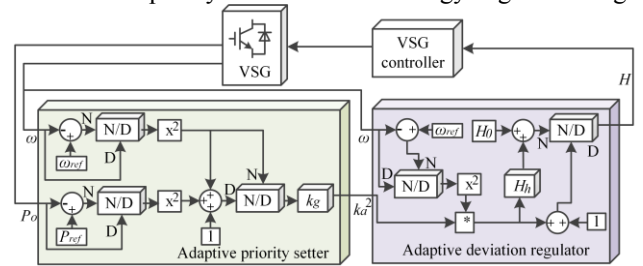 VSG
VSG
controller
H
ω
- + N N/D x²
ω_ref D
P_o
- + N N/D x²
P_ref D
N
+ + + D N/D k_g
1
Adaptive priority setter
ω
- + ω_ref
N
D N/D x²
k_a²
*
H_0 + + N N/D D
H_h
+ + 1
Adaptive deviation regulator